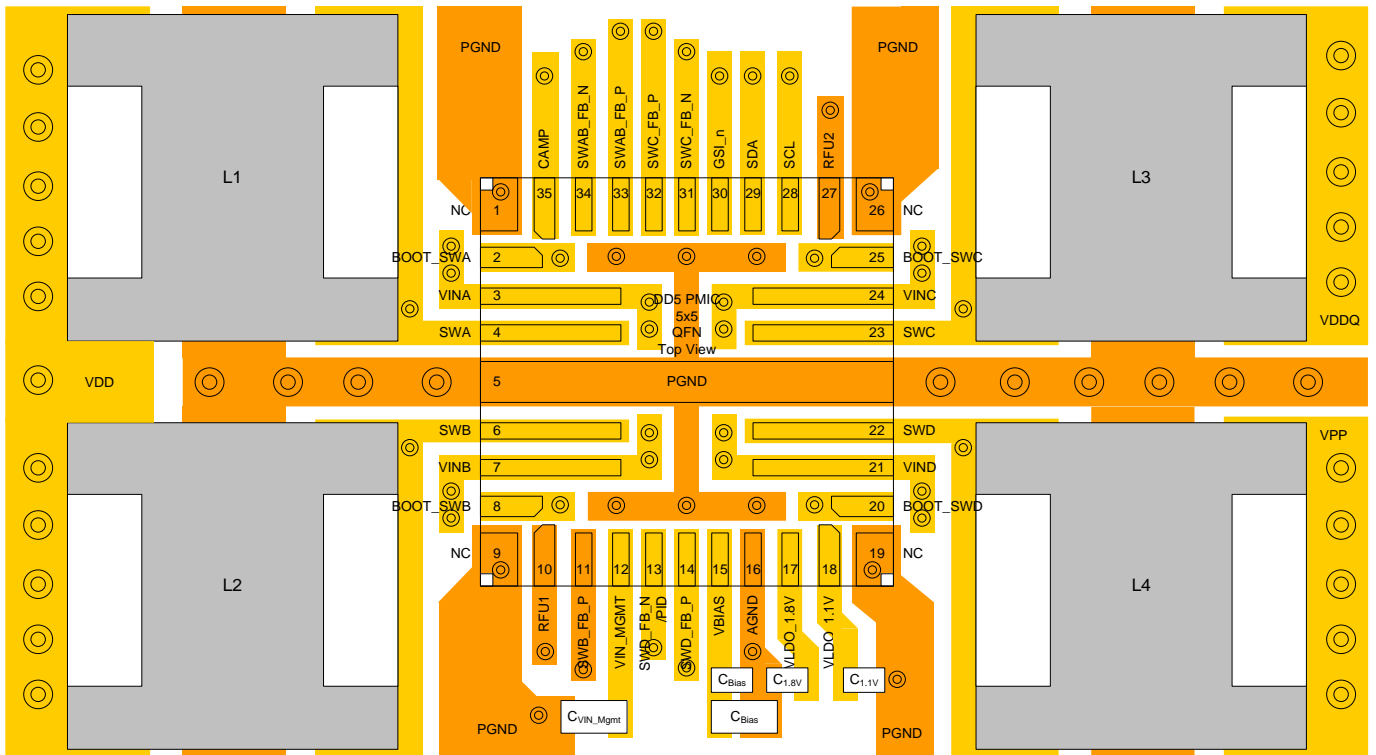 PGND
PGND
CAMP
SWAB_FB_N
SWAB_FB_P
SWC_FB_P
SWC_FB_N
GSI_n
SDA
SCL
RFU2
L1
L3
35
34
33
32
31
30
29
28
27
NC
1
26
NC
BOOT_SWA
2
25
BOOT_SWC
VINA
3
24
VINC
SWA
4
23
SWC
DD5 PMIC
5x5
QFN
Top View
VDDQ
VDD
5
PGND
SWB
6
22
SWD
VPP
VINB
7
21
VIND
BOOT_SWB
8
20
BOOT_SWD
NC
9
19
NC
10
11
12
13
14
15
16
17
18
L2
L4
RFU1
SWB_FB_P
VIN_MGMT
SWD_FB_N
/PID
SWD_FB_P
VBIAS
AGND
VLDO_1.8V
VLDO_1.1V
CBias
C1.8V
C1.1V
PGND
CVIN_Mgmt
CBias
PGND